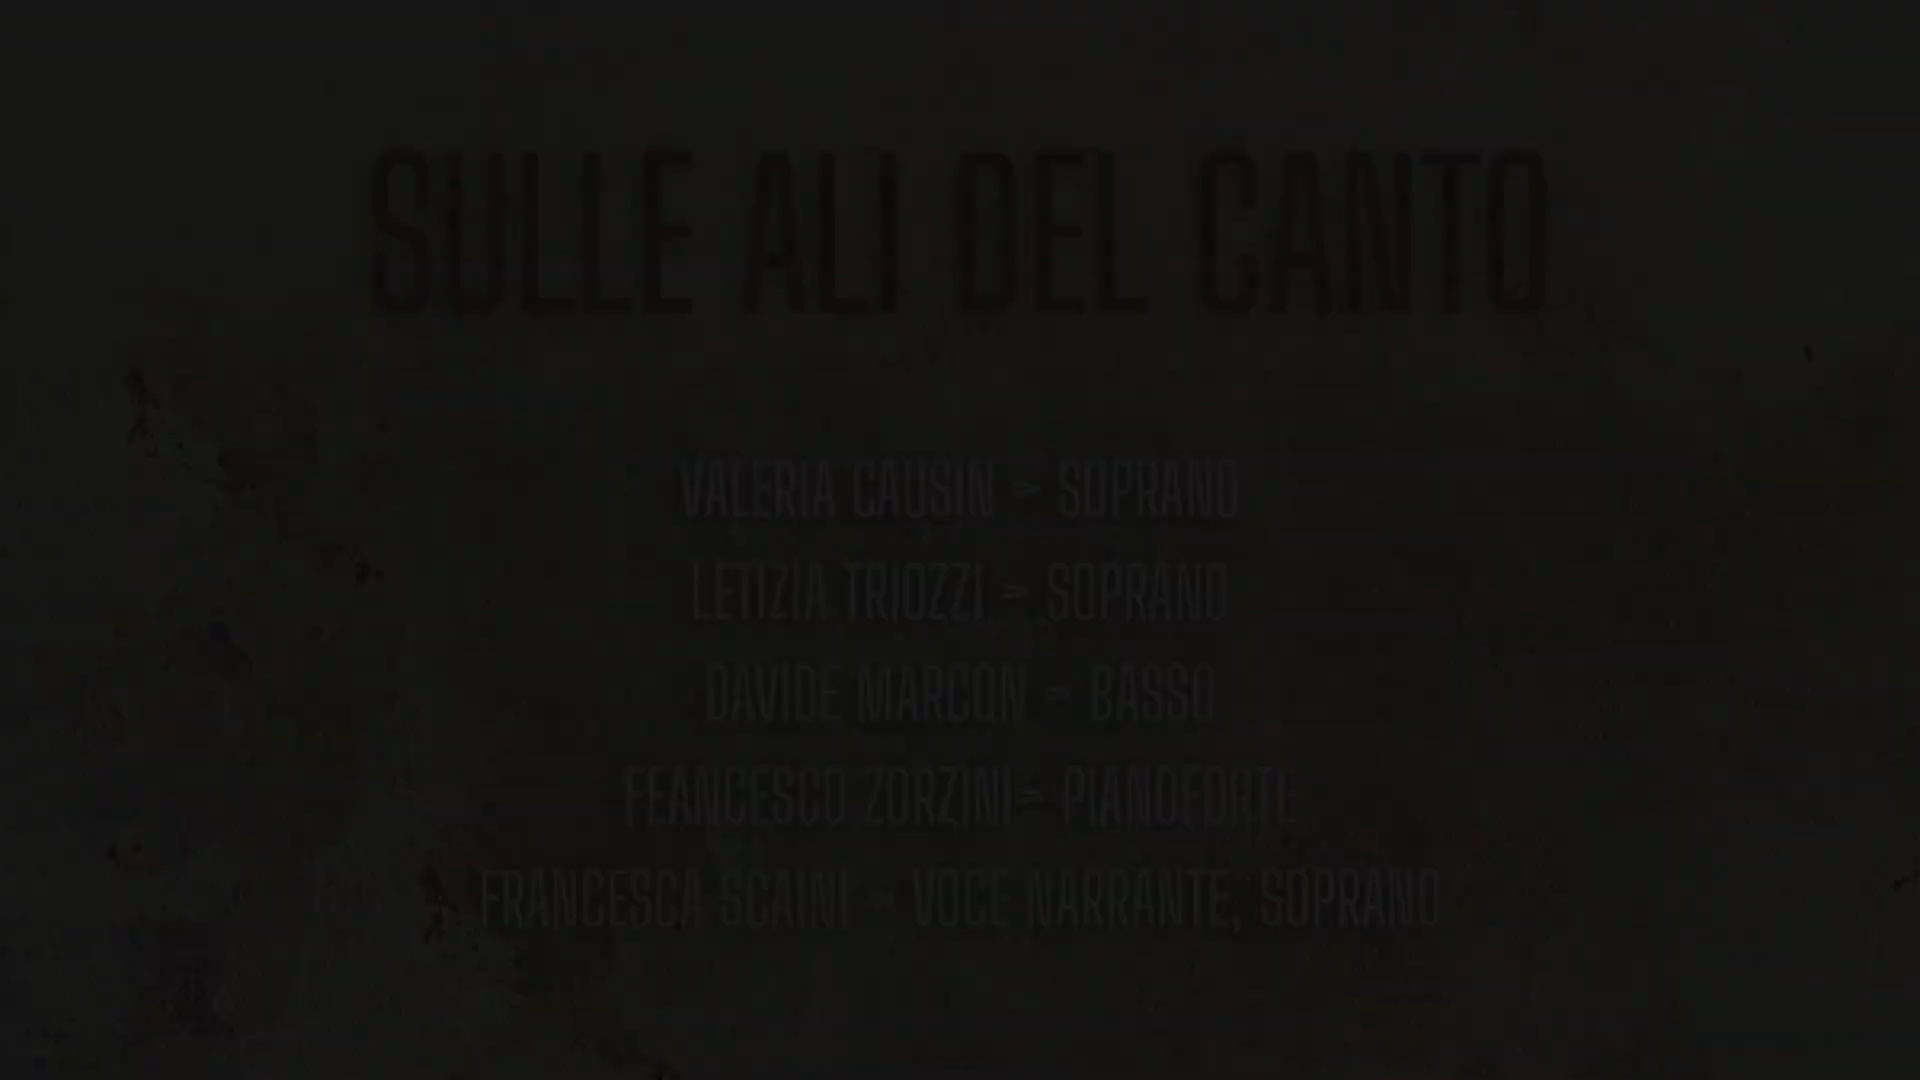 SULLE ALI DEL CANTO
VALERIA CAUSIN > SOPRANO
LETIZIA TRIOZZI > SOPRANO
DAVIDE MARCON > BASSO
FEANCESCO ZORZINI> PIANOFORTE
FRANCESCA SCAINI > VOCE NARRANTE, SOPRANO